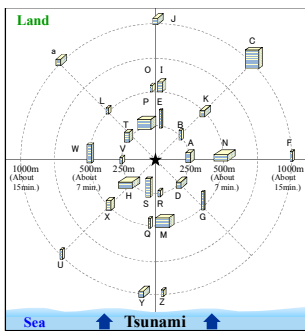 Land
J
a
C
O I
L
P E
K
T
B
W
V
A
N
F
1000m 500m 250m 250m 500m 1000m
(About (About (About (About
15min.) 7 min.) 7 min.) 15min.)
H
S R
D
X
G
Q M
U
Y Z
Sea Tsunami